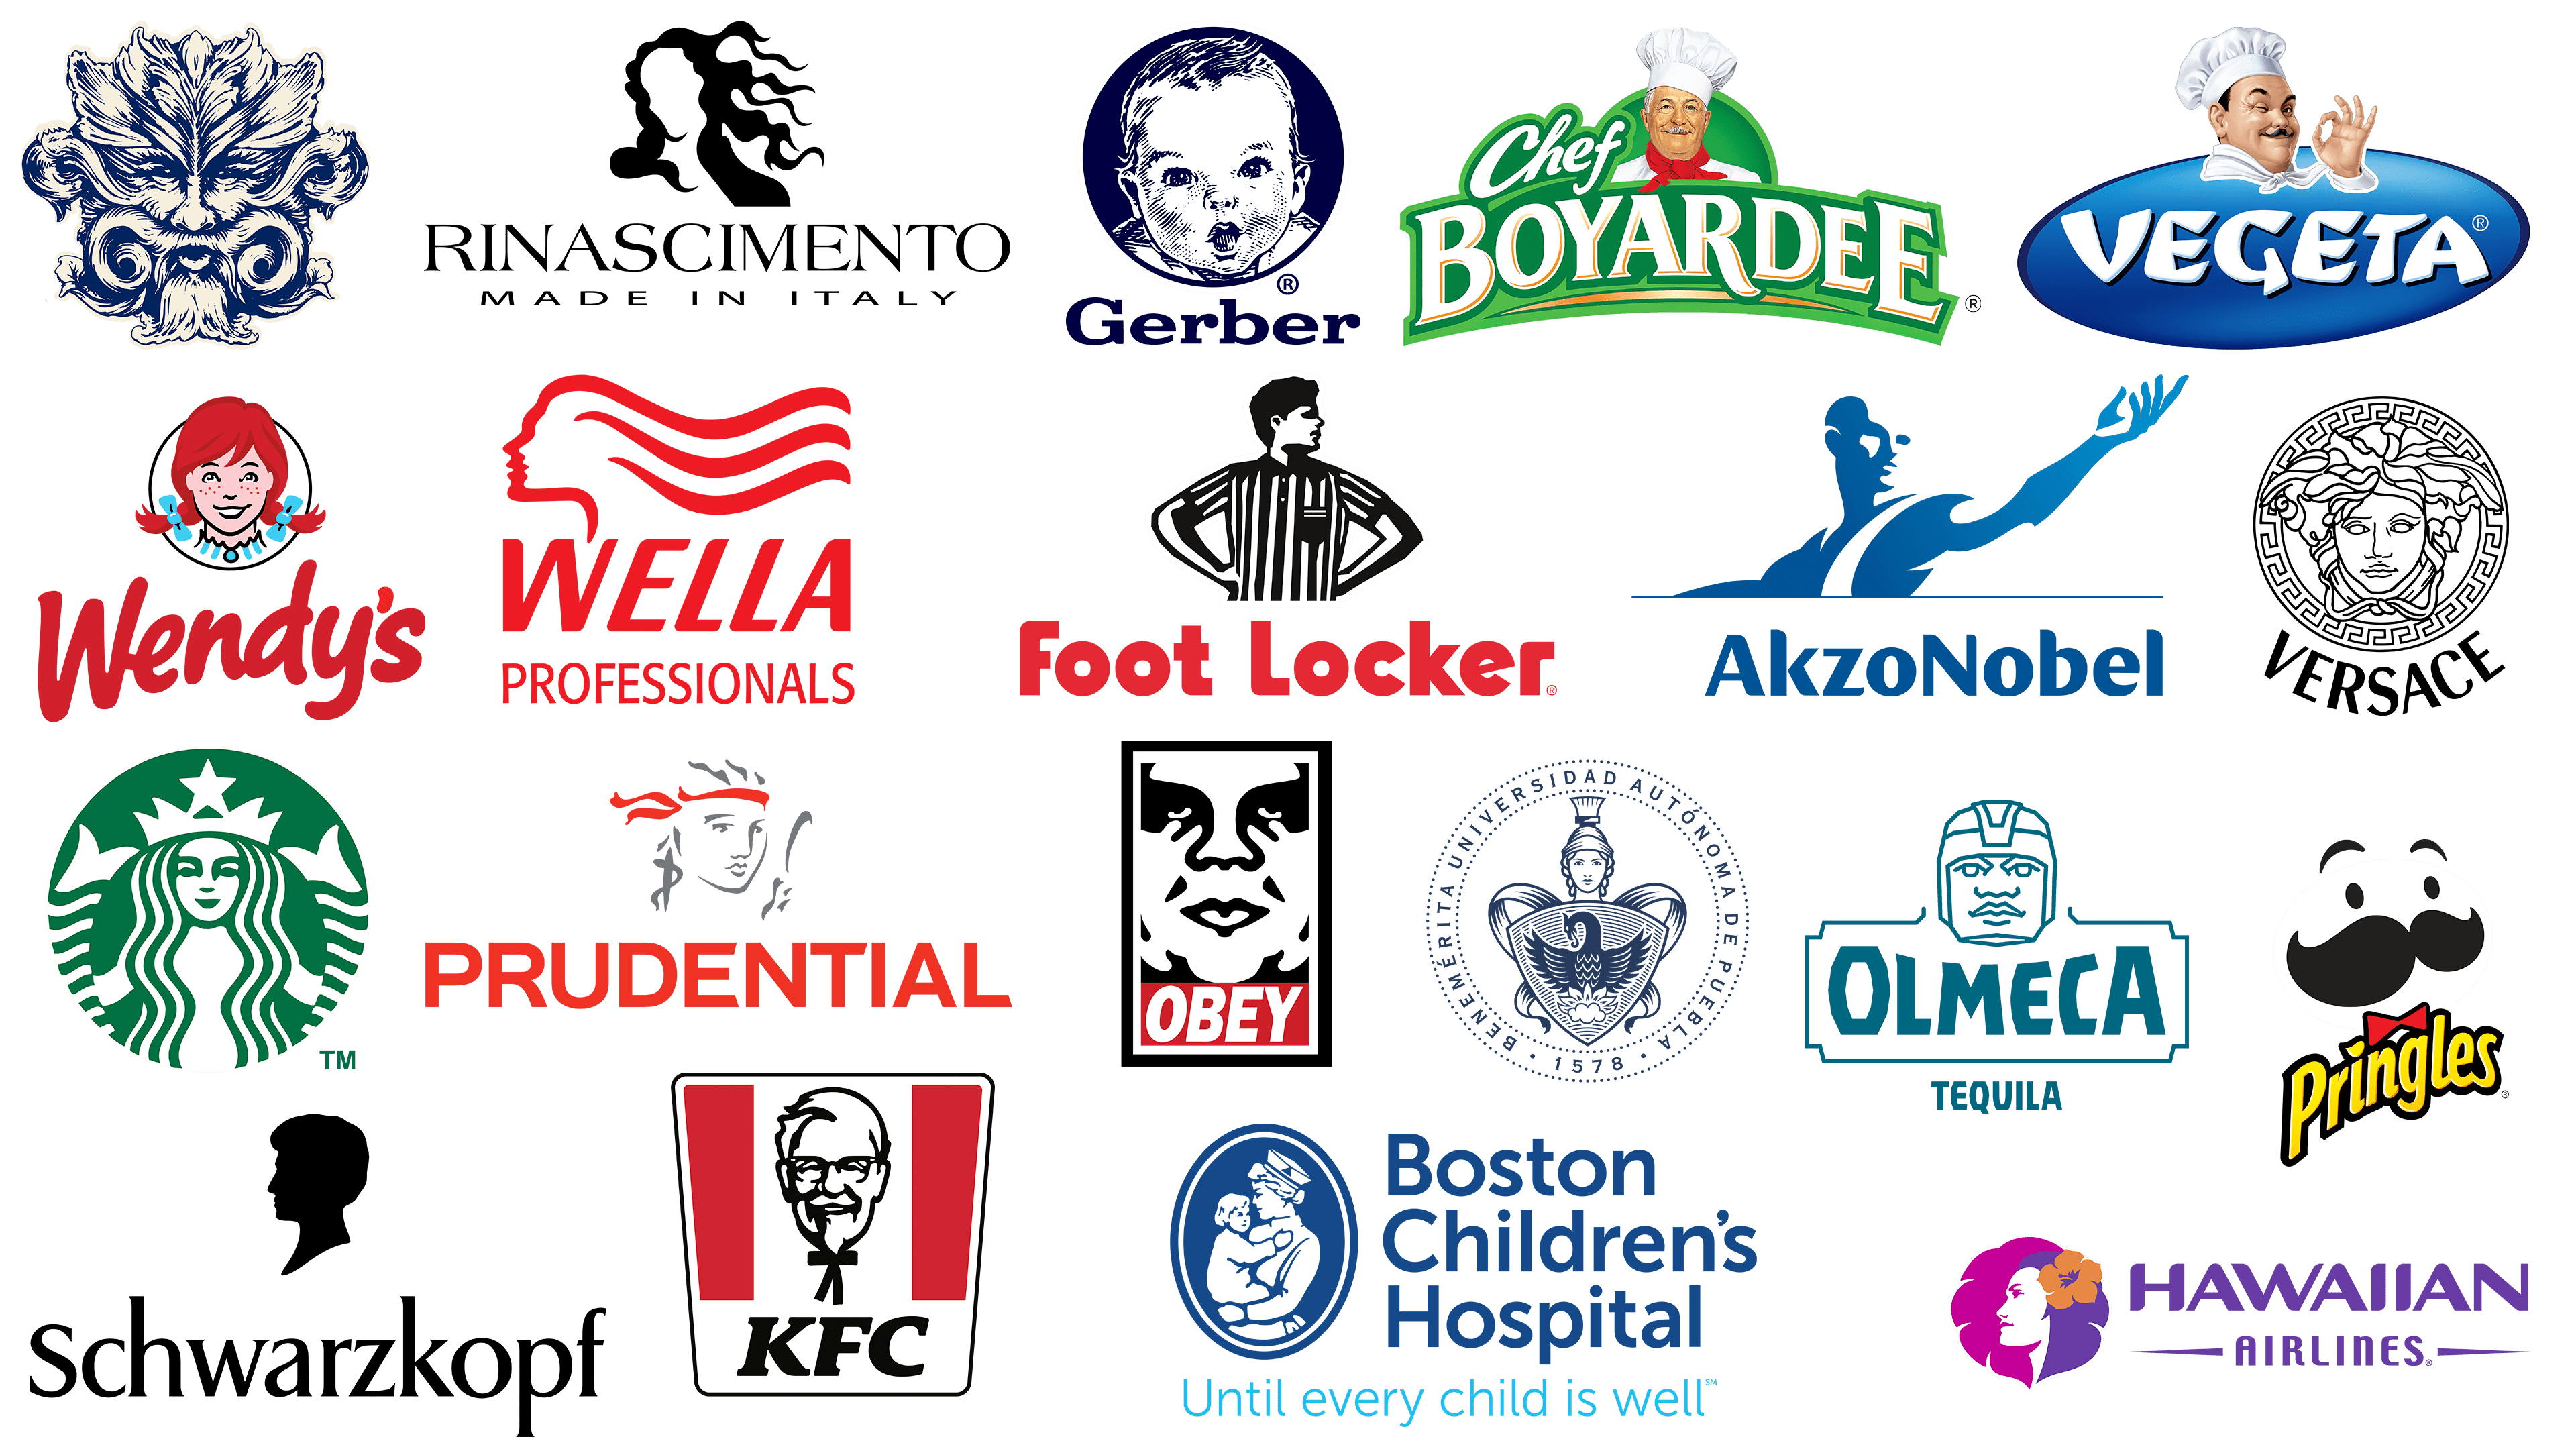 RINASCIMENTO
MADE IN ITALY
®
Gerber
Chef
BOYARDEE®
VEGETA®
Wendy's
WELLA
PROFESSIONALS
Foot Locker®
AkzoNobel
VERSACE
TM
PRUDENTIAL
OBEY
BENEMÉRITA UNIVERSIDAD AUTÓNOMA DE PUEBLA
• 1578 •
OLMECA
TEQUILA
Pringles®
Schwarzkopf
KFC
Boston
Children's
Hospital
Until every child is well℠
HAWAIIAN
AIRLINES®